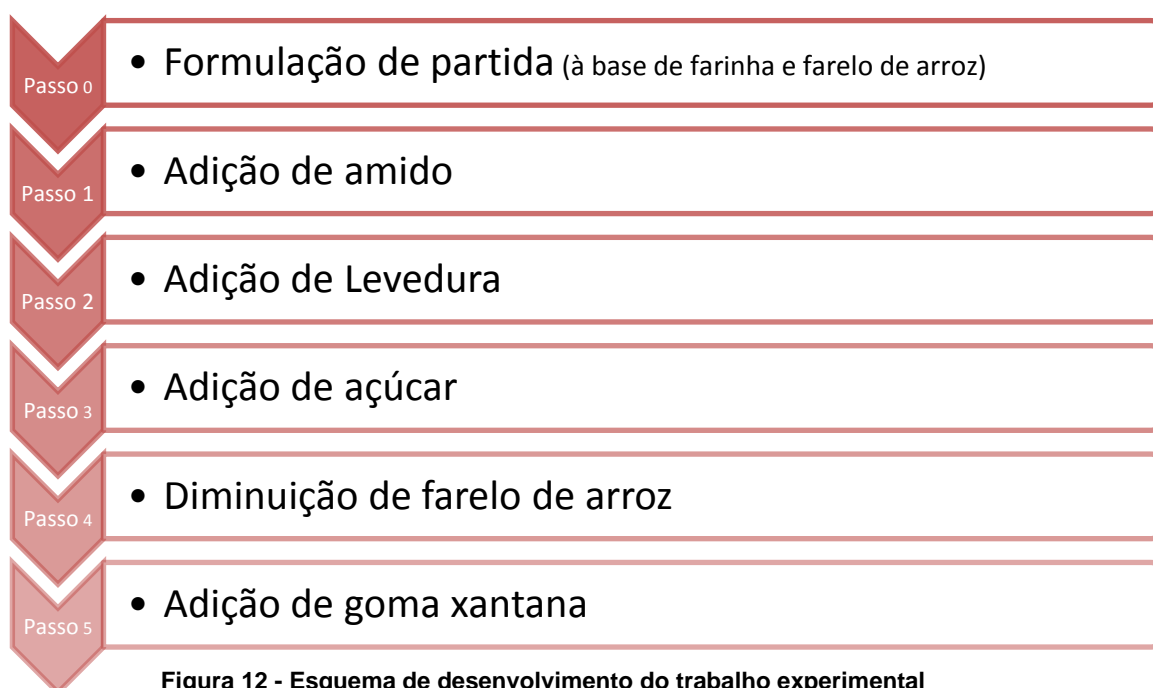 Passo 0
• Formulação de partida (à base de farinha e farelo de arroz)
Passo 1
• Adição de amido
Passo 2
• Adição de Levedura
Passo 3
• Adição de açúcar
Passo 4
• Diminuição de farelo de arroz
Passo 5
• Adição de goma xantana
Figura 12 - Esquema de desenvolvimento do trabalho experimental